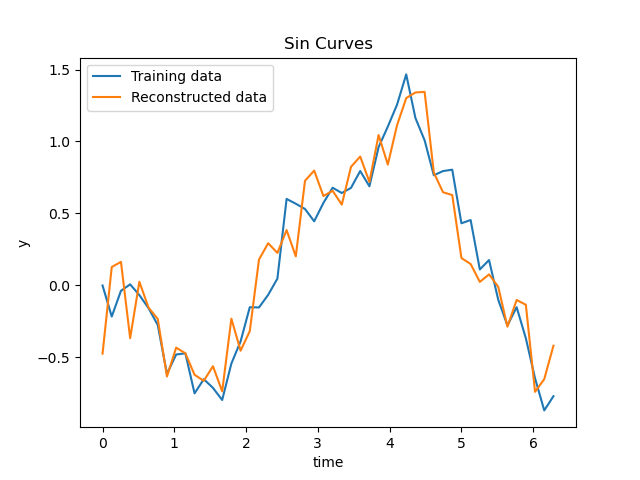 Sin Curves
Training data
Reconstructed data
1.5
1.0
0.5
0.0
−0.5
y
0 1 2 3 4 5 6
time